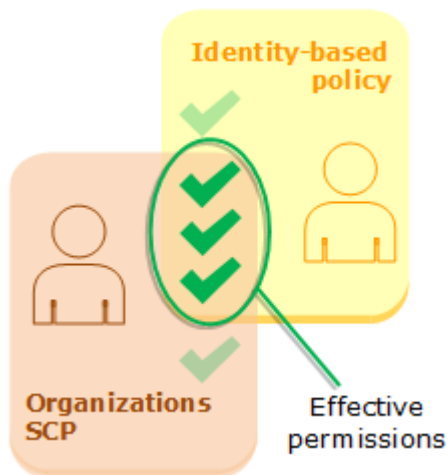 Identity-based
policy
Organizations
SCP
Effective
permissions